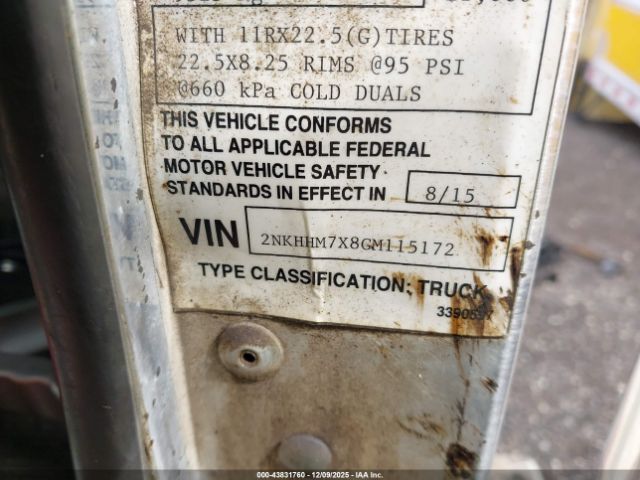 WITH 11RX22.5(G)TIRES
22.5X8.25 RIMS @95 PSI
@660 kPa COLD DUALS
THIS VEHICLE CONFORMS
TO ALL APPLICABLE FEDERAL
MOTOR VEHICLE SAFETY
STANDARDS IN EFFECT IN 8/15
VIN 2NKHHM7X8GM115172
TYPE CLASSIFICATION: TRUCK
000-43831760 - 12/09/2025 - IAA Inc.